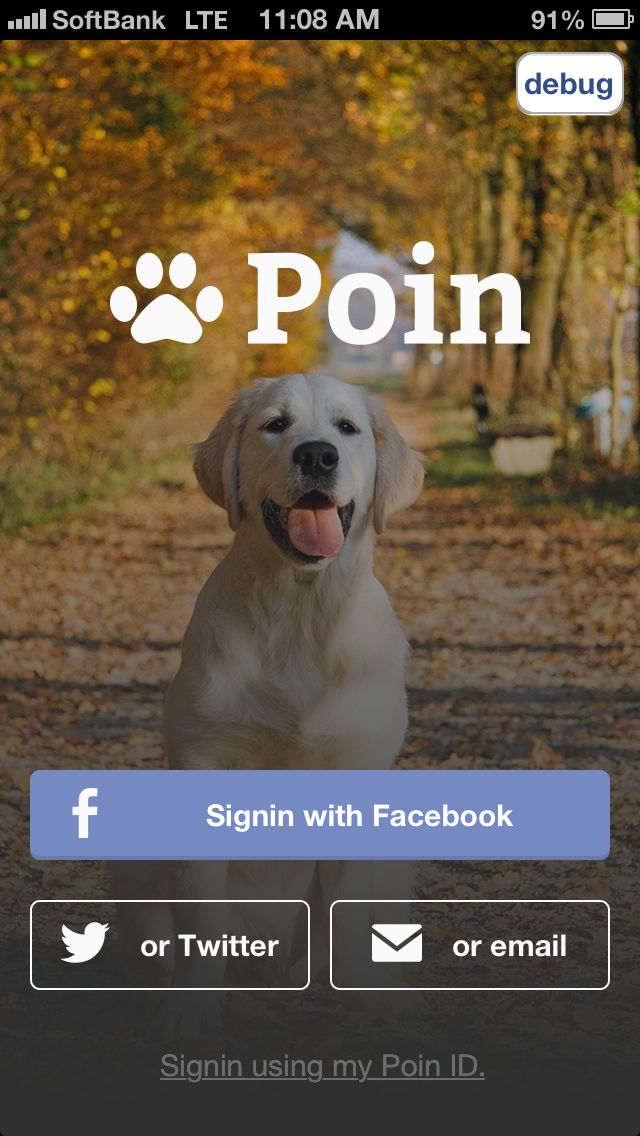 SoftBank LTE 11:08 AM 91%
debug
Poin
Signin with Facebook
or Twitter or email
Signin using my Poin ID.